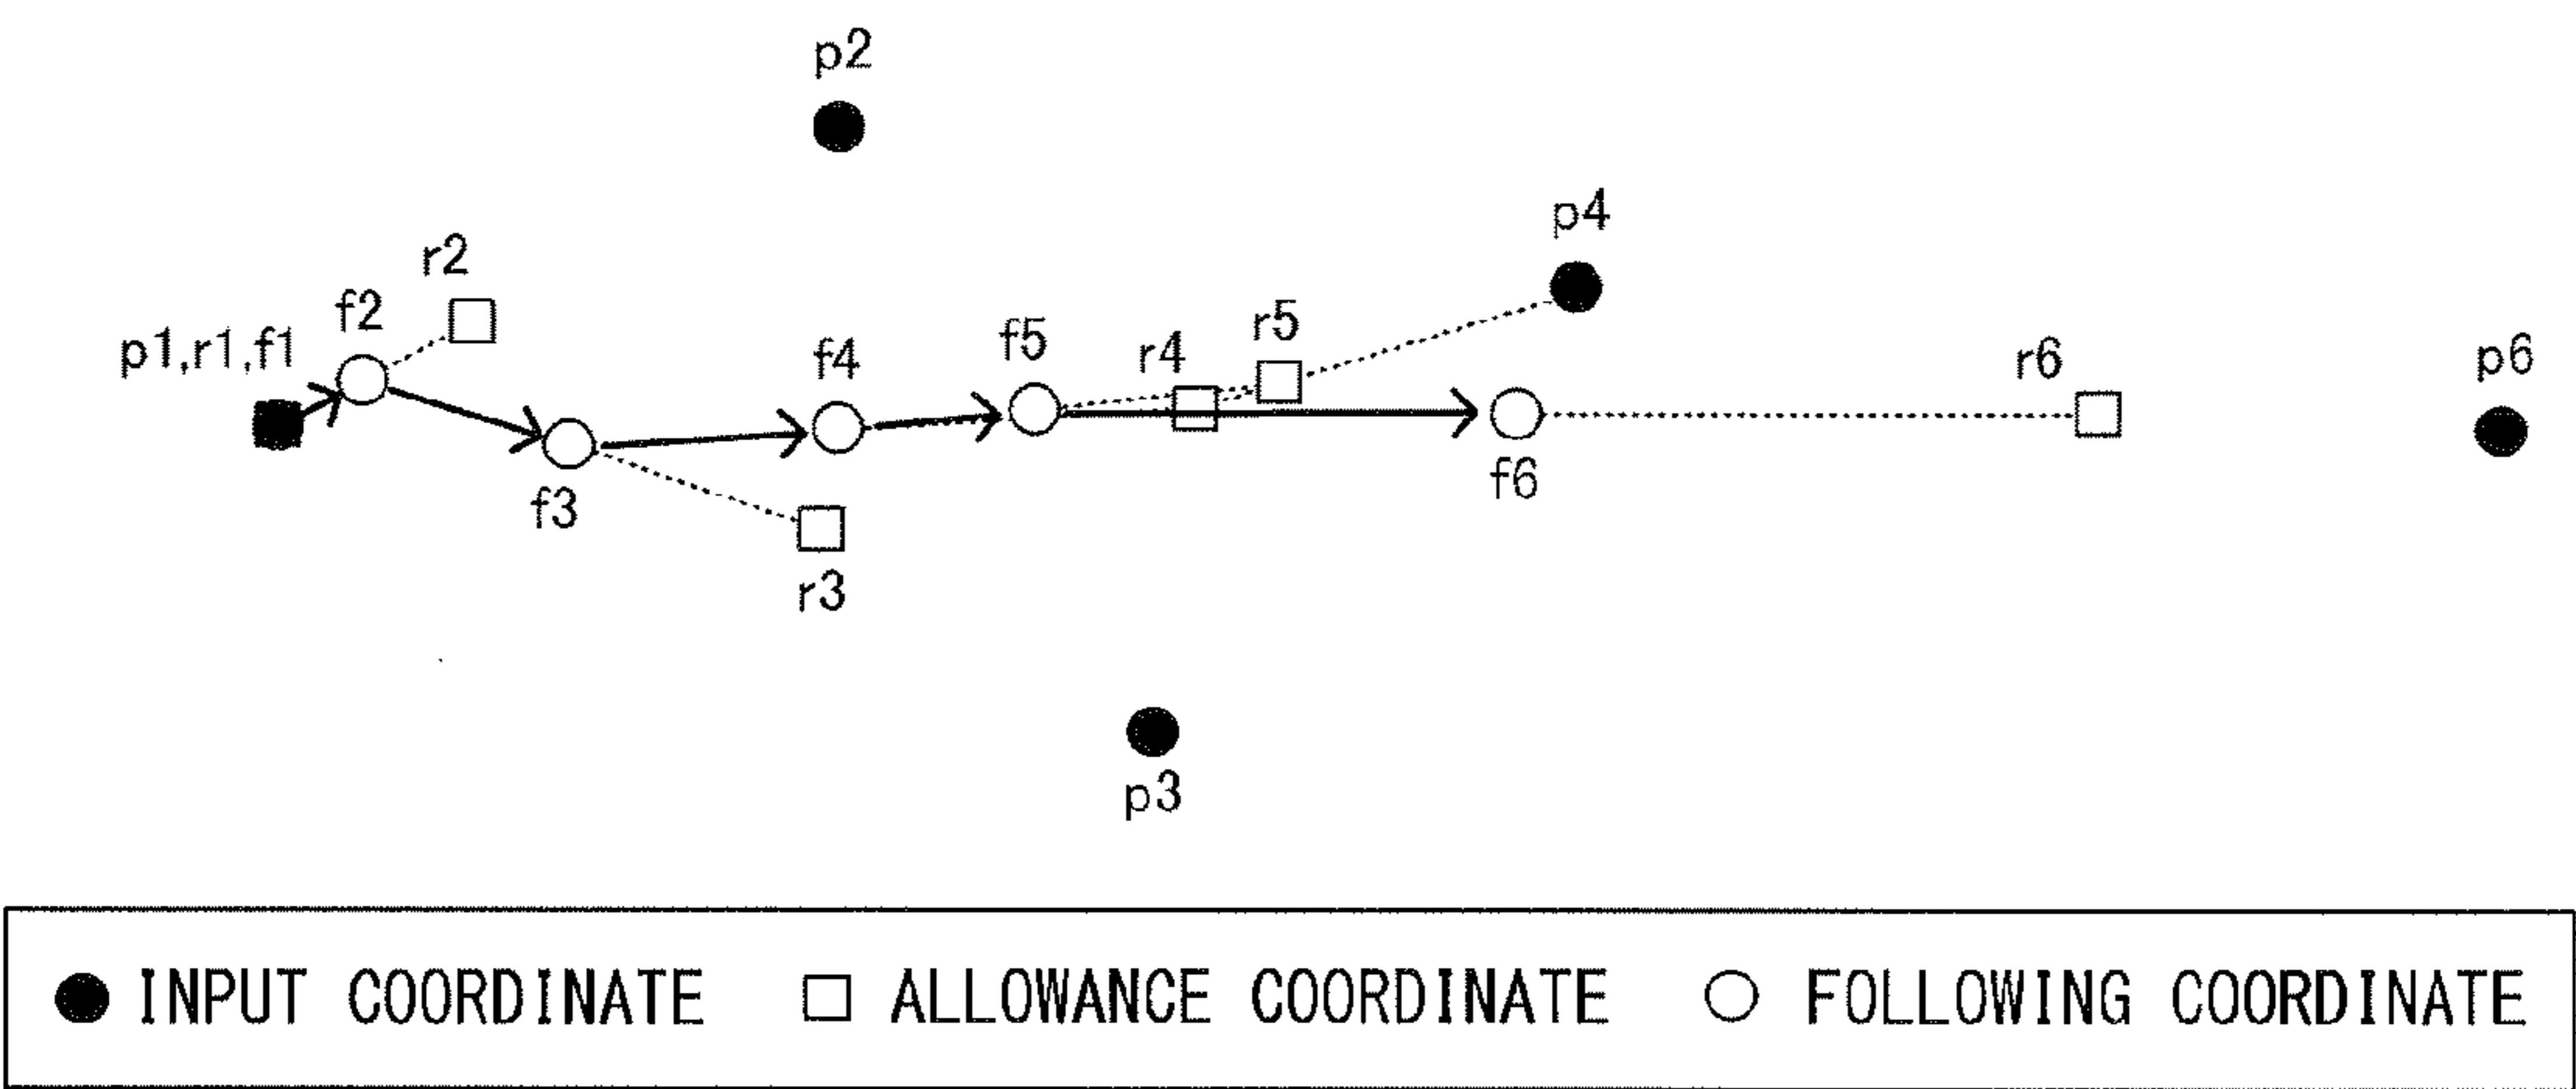 p2
p4
r2
f2
p1,r1,f1
f4
f5
r4
r5
r6
p6
f3
f6
r3
p3
INPUT COORDINATE ALLOWANCE COORDINATE FOLLOWING COORDINATE